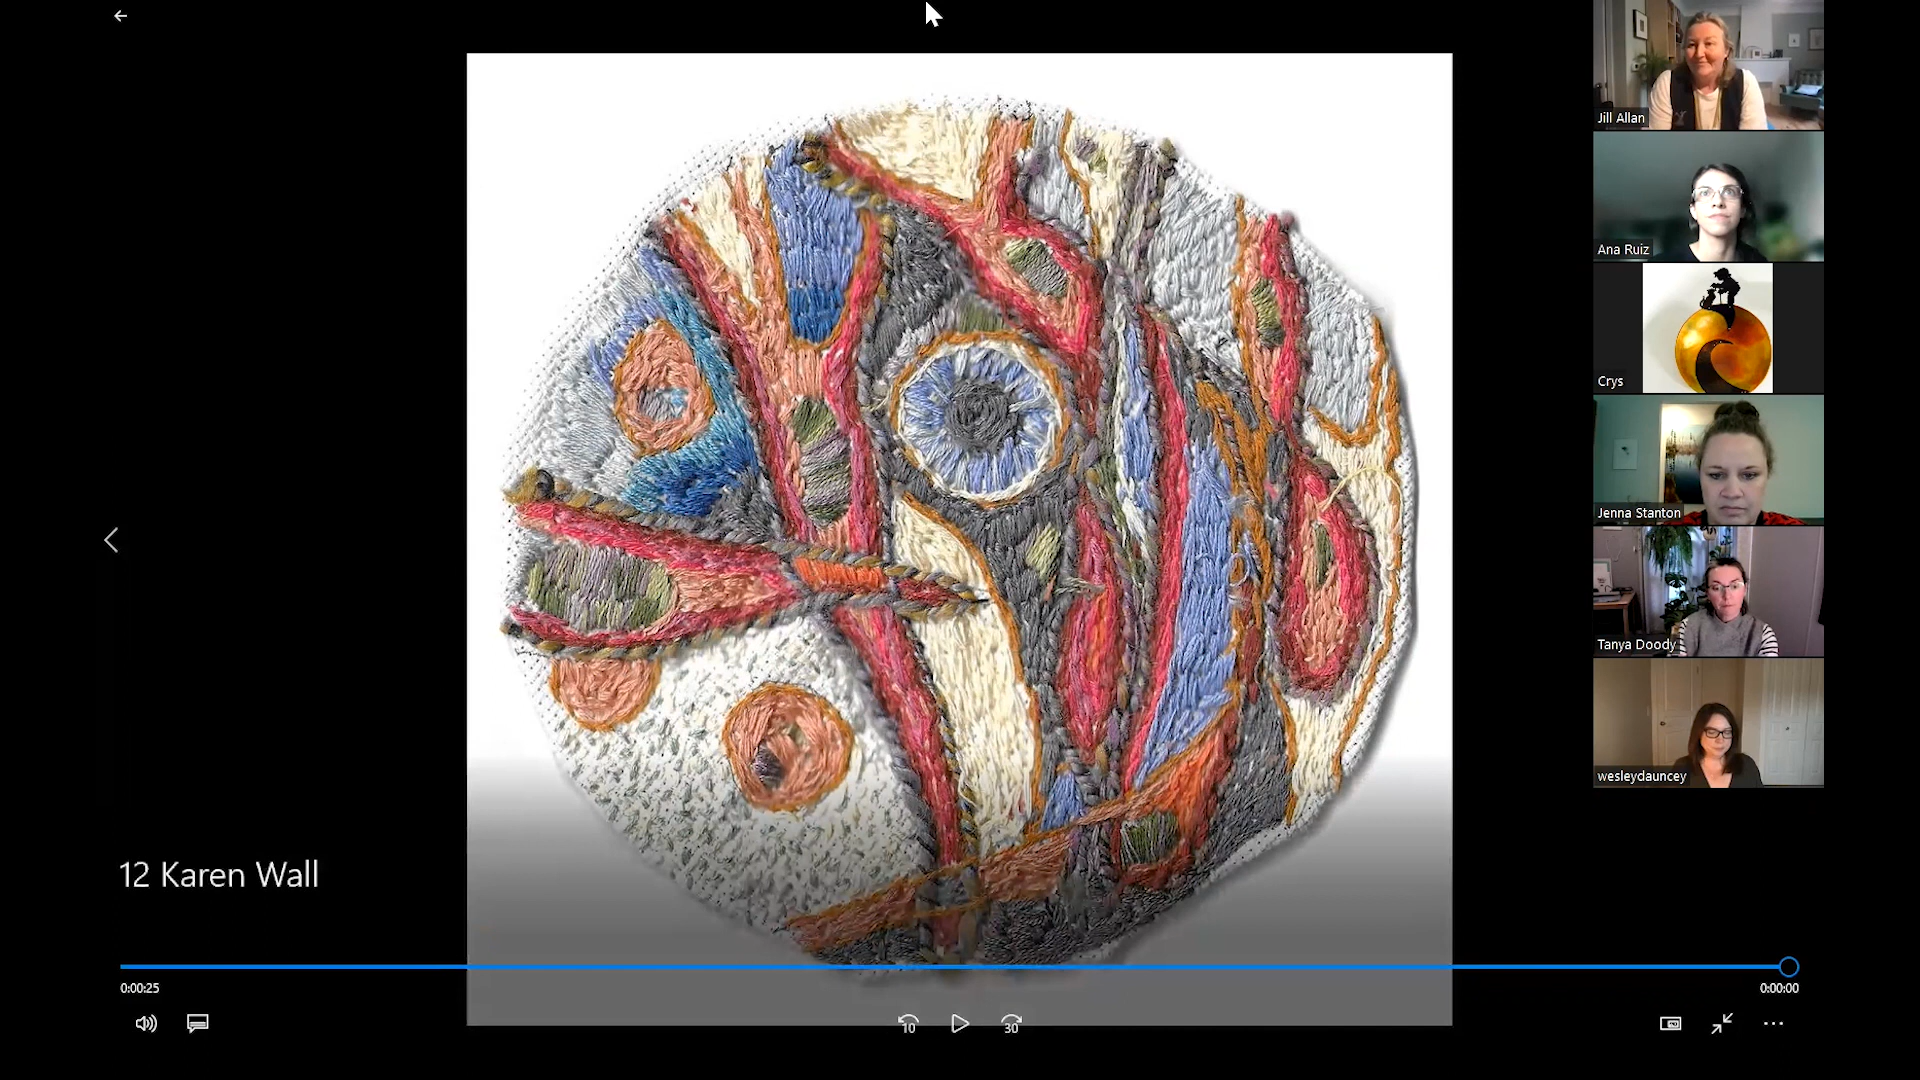 Jill Allan
Ana Ruiz
Crys
Jenna Stanton
Tanya Doody
wesleydauncey
12 Karen Wall
0:00:25
0:00:00
10
30